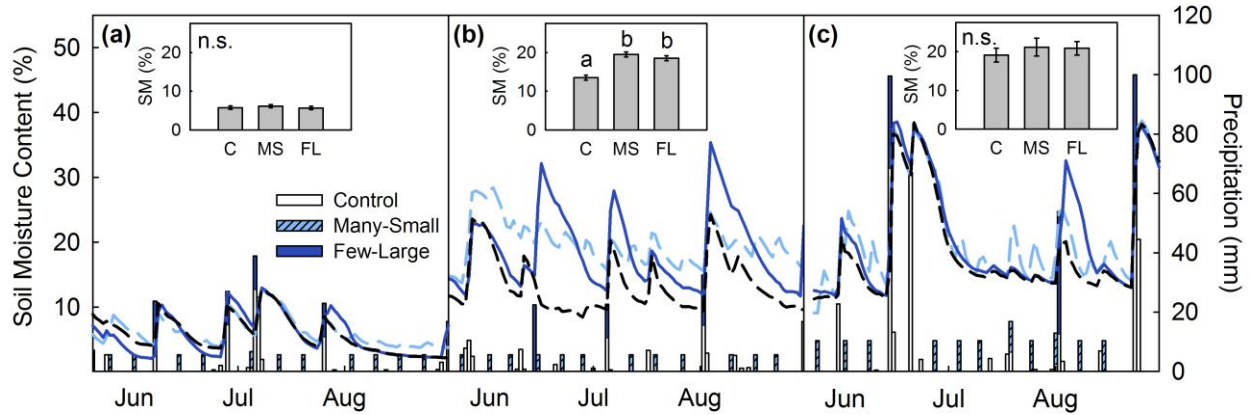 (a)
n.s.
SM (%)
20
10
0
C MS FL
Control
Many-Small
Few-Large
(b)
a b b
SM (%)
20
10
0
C MS FL
(c)
n.s.
SM (%)
20
10
0
C MS FL
Soil Moisture Content (%)
50
40
30
20
10
Precipitation (mm)
120
100
80
60
40
20
0
Jun Jul Aug Jun Jul Aug Jun Jul Aug